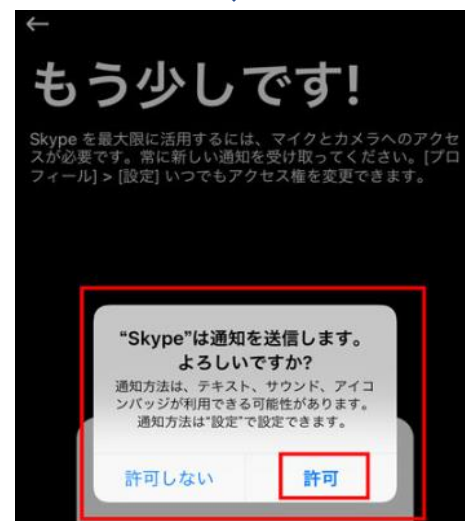 ←
もう少しです!
Skype を最大限に活用するには、マイクとカメラへのアクセ
スが必要です。常に新しい通知を受け取ってください。[プロ
フィール] > [設定] いつでもアクセス権を変更できます。
“Skype”は通知を送信します。
よろしいですか?
通知方法は、テキスト、サウンド、アイコ
ンバッジが利用できる可能性があります。
通知方法は“設定”で設定できます。
許可しない 許可